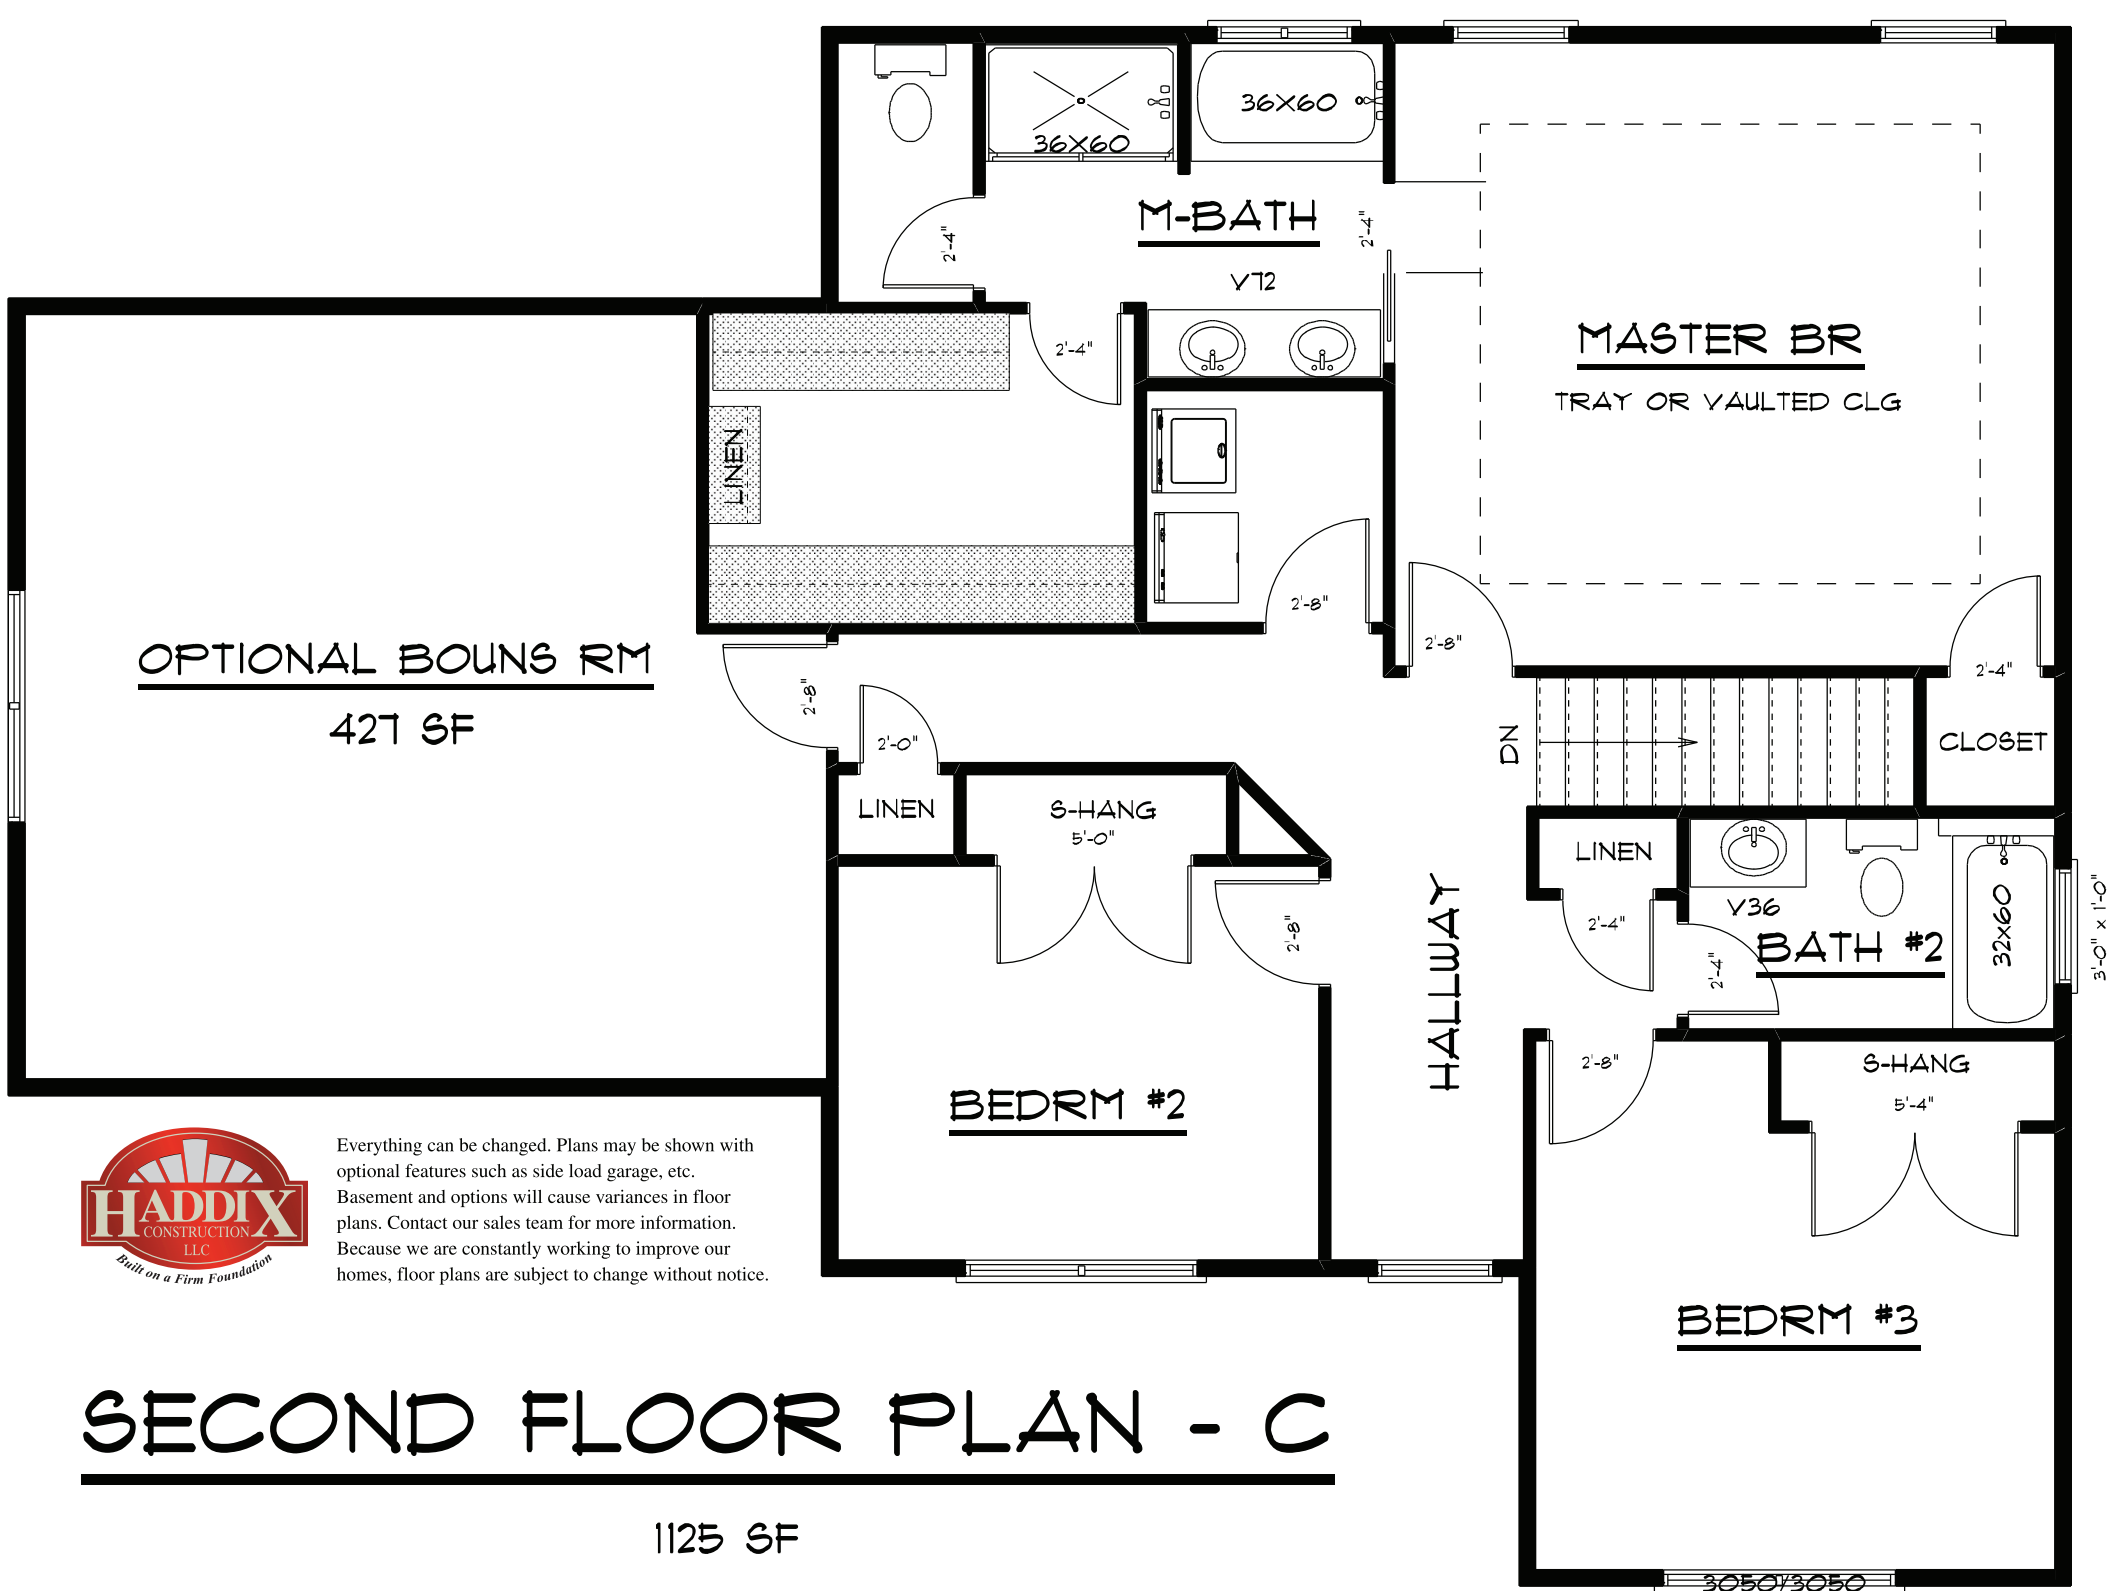 36X60
36X60
M-BATH
2'-4"
2'-4"
V72
2'-4"
MASTER BR
TRAY OR VAULTED CLG
LINEN
2'-8"
2'-8"
2'-4"
OPTIONAL BOUNS RM
427 SF
2'-8"
2'-0"
DN
CLOSET
LINEN
S-HANG
5'-0"
LINEN
V36
2'-4"
BATH #2
32x60
3'-0" x 1'-0"
2'-8"
2'-4"
HALLWAY
2'-8"
S-HANG
5'-4"
BEDRM #2
HADDIX
CONSTRUCTION
LLC
Built on a Firm Foundation
Everything can be changed. Plans may be shown with
optional features such as side load garage, etc.
Basement and options will cause variances in floor
plans. Contact our sales team for more information.
Because we are constantly working to improve our
homes, floor plans are subject to change without notice.
BEDRM #3
SECOND FLOOR PLAN - C
1125 SF
3050/3050